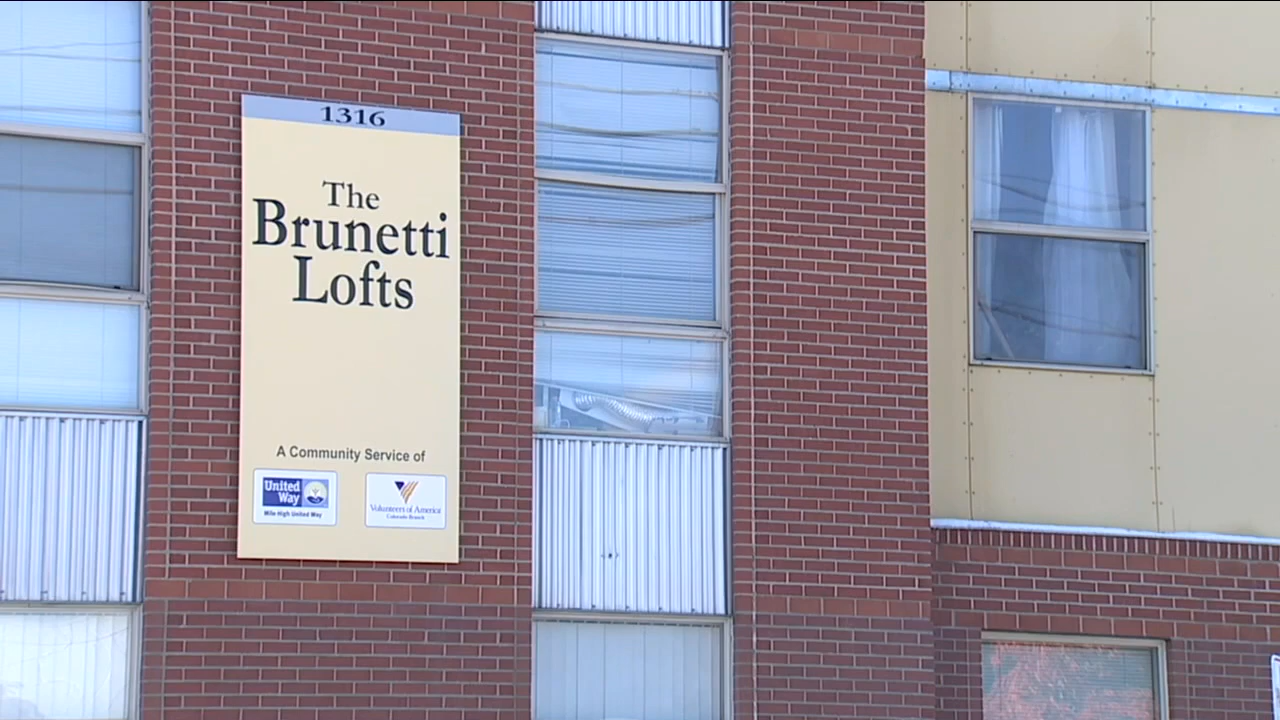 1316
The
Brunetti
Lofts
A Community Service of
United
Way
Mile High United Way
Volunteers of America
Colorado Branch